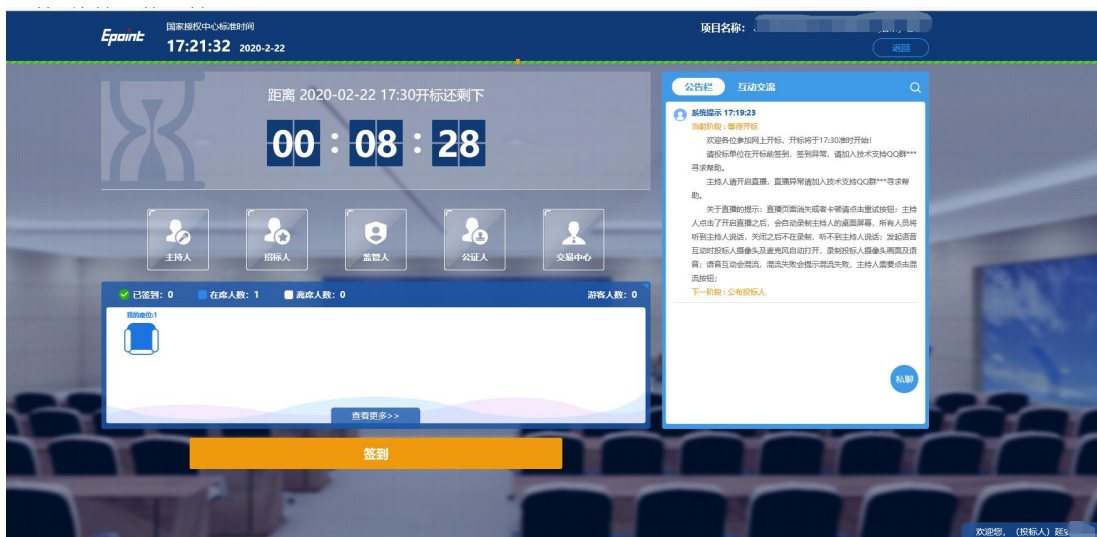 Epoint
国家授权中心标准时间
17:21:32 2020-2-22
项目名称：
返回
距离 2020-02-22 17:30开标还剩下
00 : 08 : 28
主持人
招标人
监管人
公证人
交易中心
已签到：0
在席人数：1
离席人数：0
游客人数：0
我的座位:1
查看更多>>
签到
公告栏
互动交流
系统提示 17:19:23
当前阶段：等待开标
欢迎各位参加网上开标，开标将于17:30准时开始!
请投标单位在开标前签到，签到异常，请加入技术支持QQ群***
寻求帮助。
主持人请开启直播，直播异常请加入技术支持QQ群***寻求帮
助。
关于直播的提示：直播页面消失或者卡顿请点击重试按钮；主持
人点击了开启直播之后，会自动录制主持人的桌面屏幕，所有人员将
听到主持人说话，关闭之后不在录制，听不到主持人说话；发起语音
互动时投标人摄像头及麦克风自动打开，录制投标人摄像头画面及语
音；语音互动会混流，混流失败会提示混流失败，主持人需要点击混
流按钮；
下一阶段：公布投标人
私聊
欢迎您，（投标人）